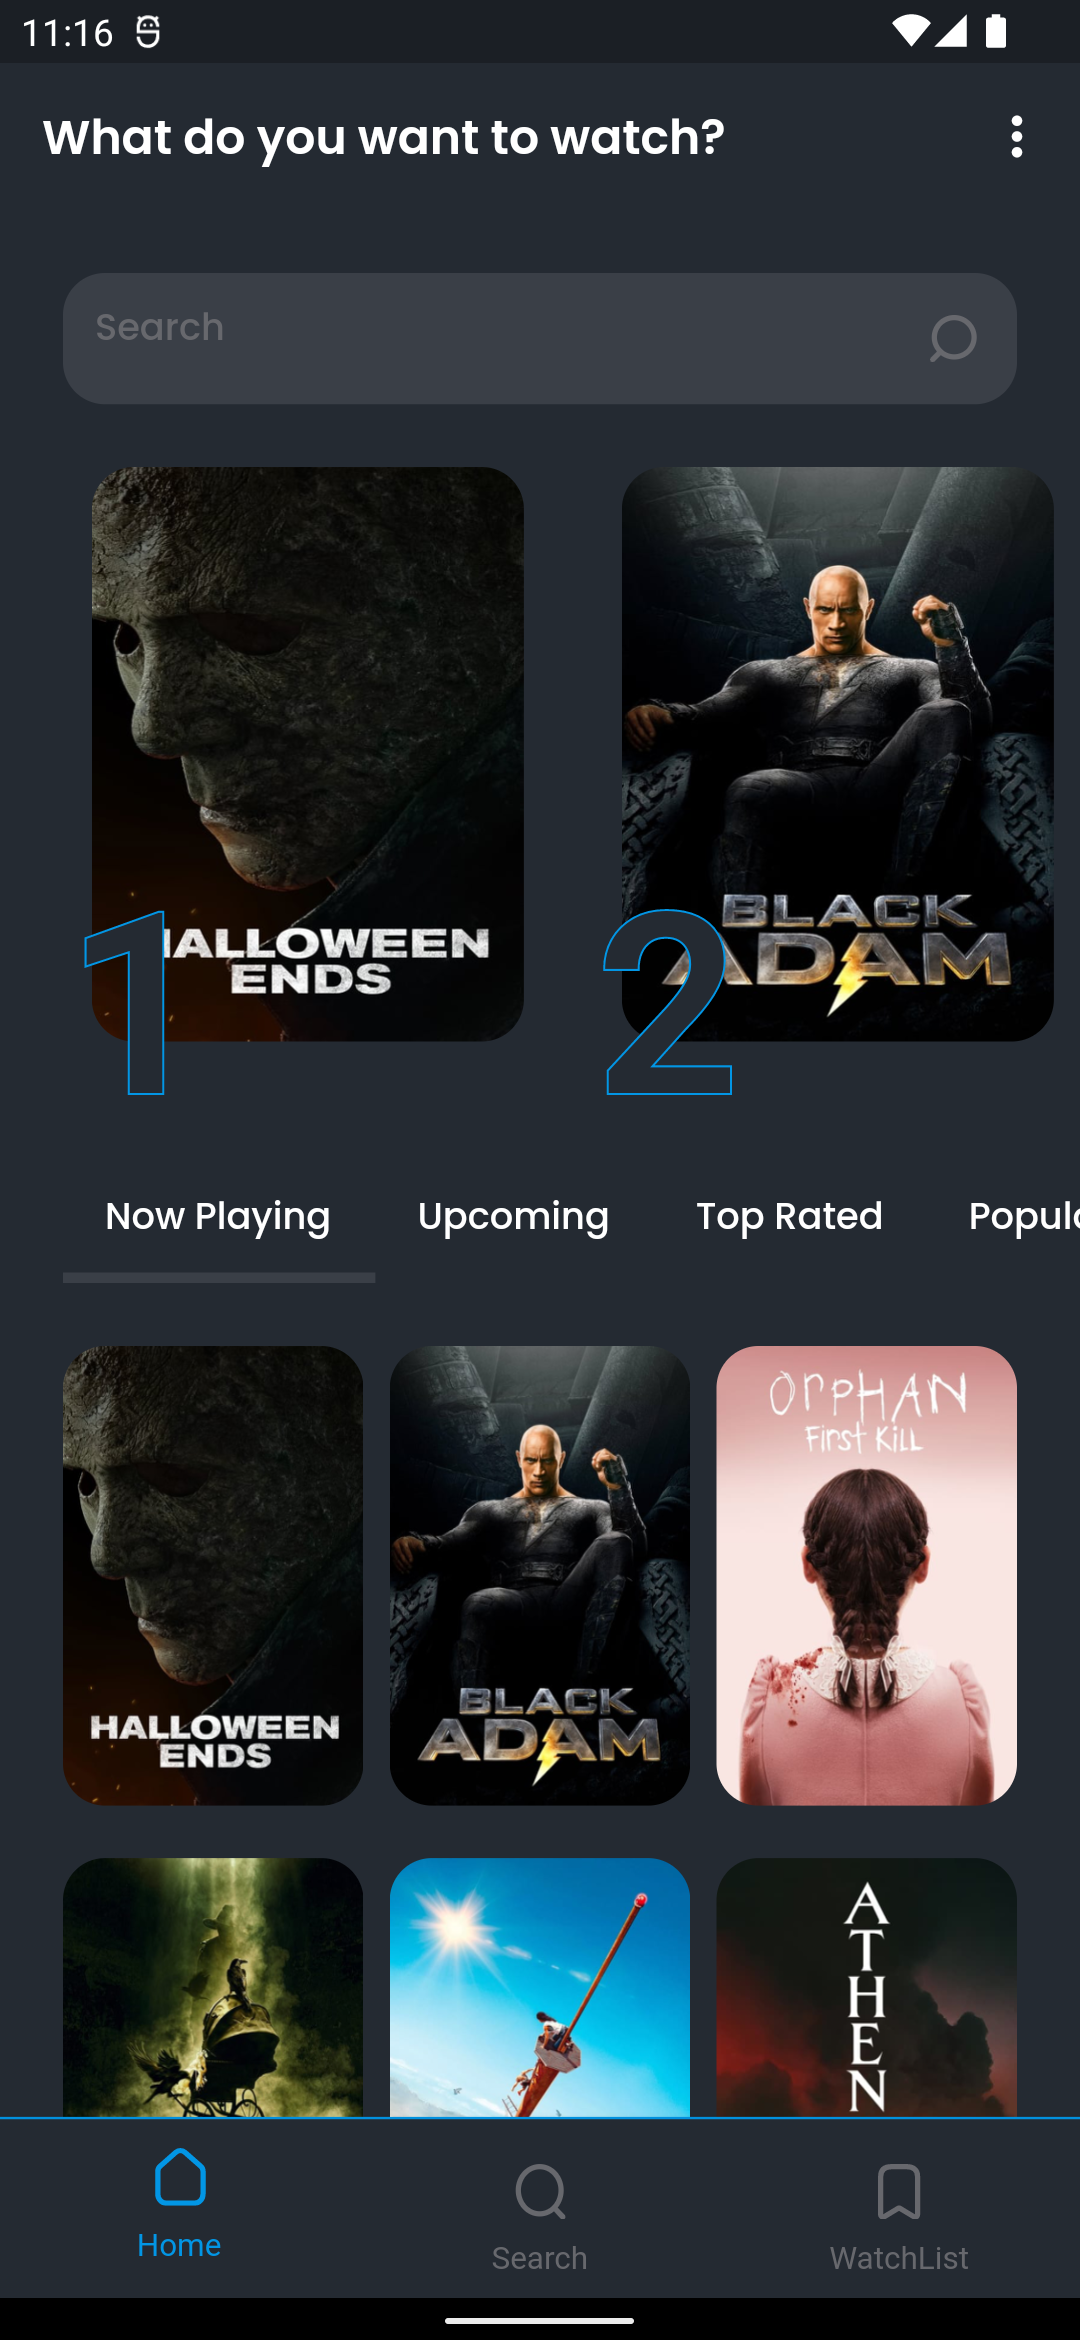 11:16
What do you want to watch?
Search
HALLOWEEN
ENDS
1
BLACK
ADAM
2
Now Playing
Upcoming
Top Rated
HALLOWEEN
ENDS
BLACK
ADAM
ORPHAN
First Kill
ATHEN
Home
Search
WatchList